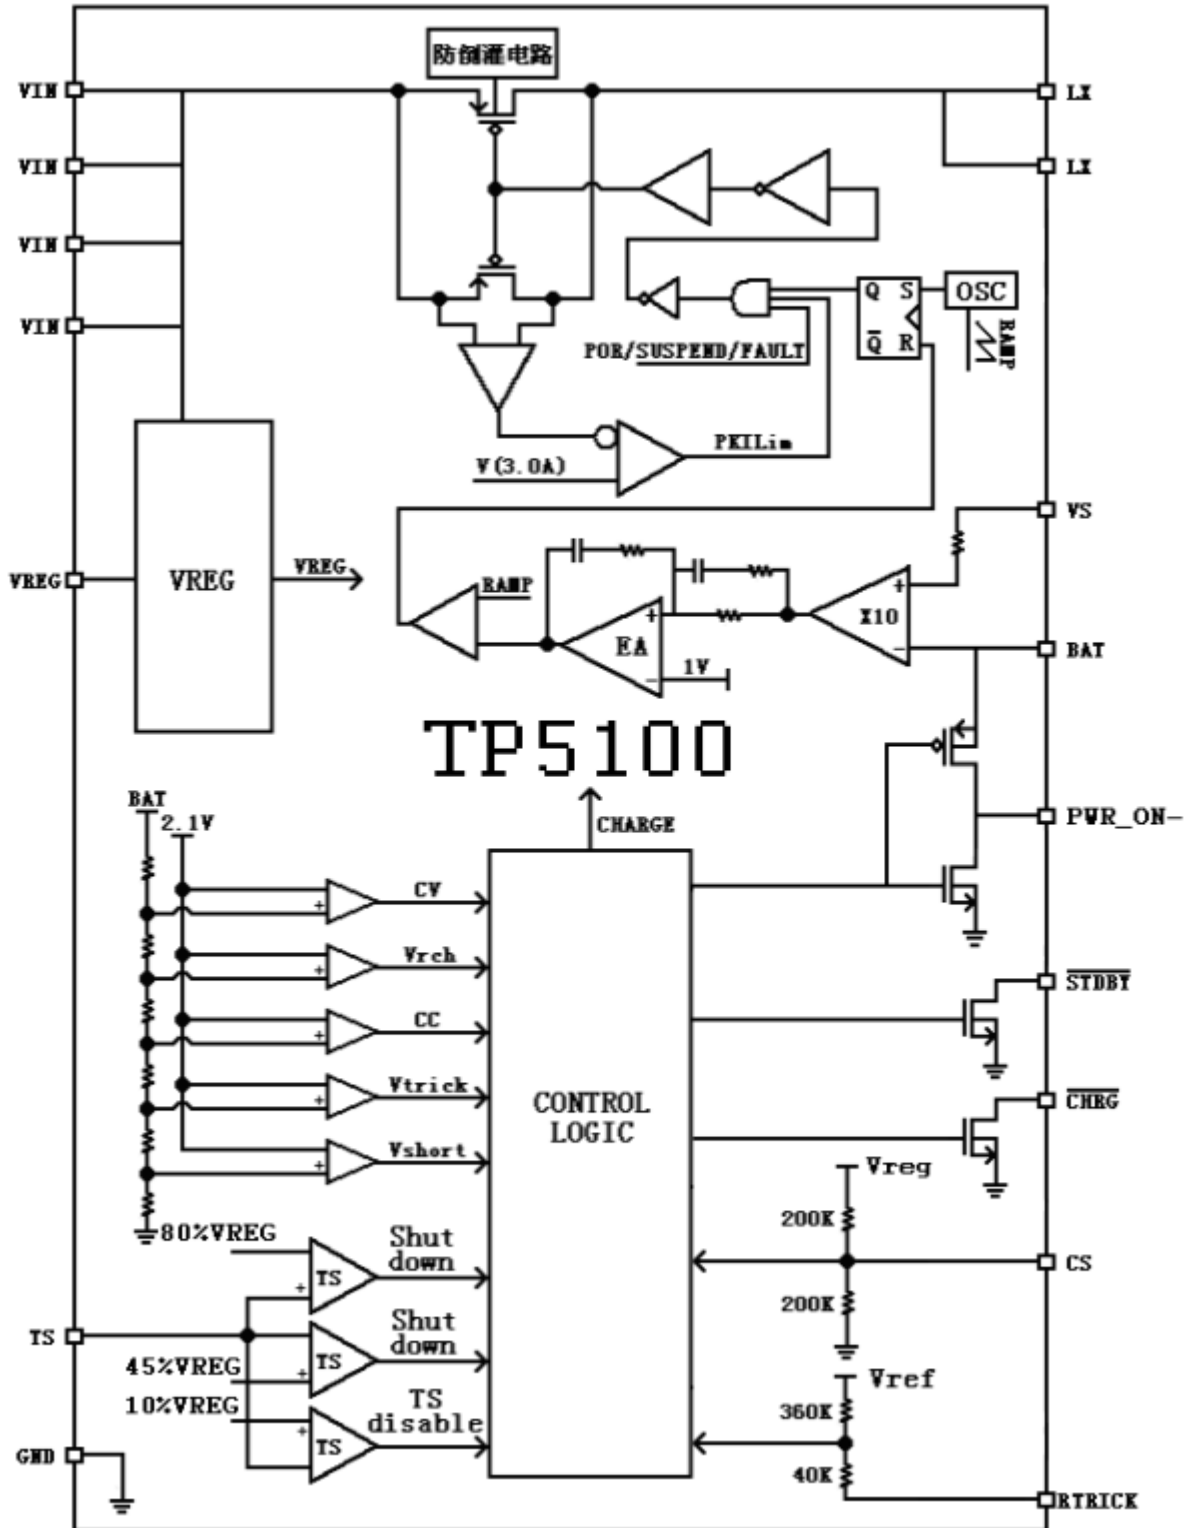 防倒灌电路
VIN
LX
VIN
LX
VIN
VIN
Q S
OSC
Q̅ R
RAMP
POR/SUSPEND/FAULT
PKILim
V(3.0A)
VS
VREG
VREG
VREG
RAMP
+
EA
-
1V
+
X10
-
BAT
TP5100
BAT
2.1V
CHARGE
PWR_ON-
+
CV
+
Vrch
STDBY
+
CC
+
Vtrick
CHRG
+
Vshort
CONTROL
LOGIC
Vreg
200K
80%VREG
+
TS
Shut
down
CS
200K
TS
45%VREG
+
TS
Shut
down
Vref
10%VREG
+
TS
TS
disable
360K
40K
GND
RTRICK